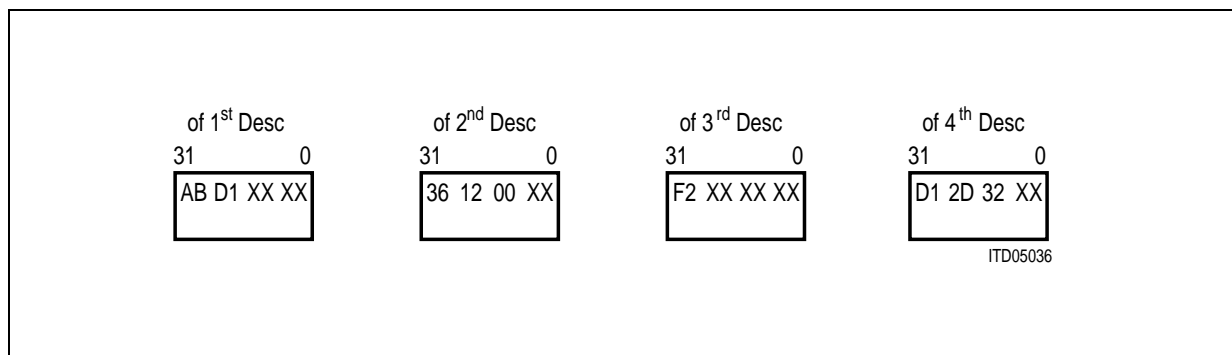 of 1st Desc of 2nd Desc of 3rd Desc of 4th Desc
31 0 31 0 31 0 31 0
AB D1 XX XX 36 12 00 XX F2 XX XX XX D1 2D 32 XX
ITD05036